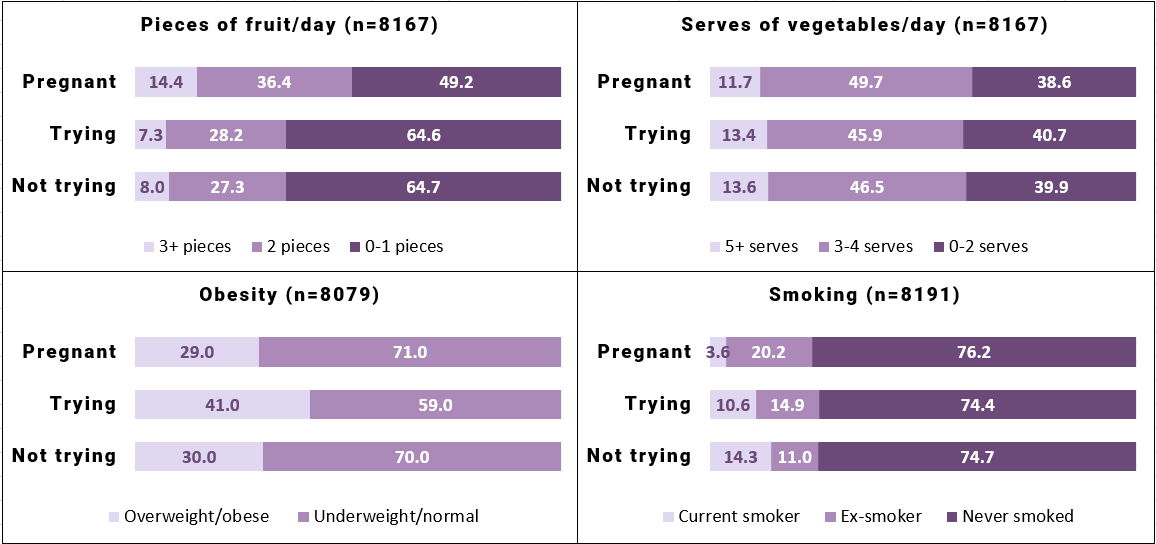 Pieces of fruit/day (n=8167)
Pregnant 14.4 36.4 49.2
Trying 7.3 28.2 64.6
Not trying 8.0 27.3 64.7
3+ pieces 2 pieces 0-1 pieces
Serves of vegetables/day (n=8167)
Pregnant 11.7 49.7 38.6
Trying 13.4 45.9 40.7
Not trying 13.6 46.5 39.9
5+ serves 3-4 serves 0-2 serves
Obesity (n=8079)
Pregnant 29.0 71.0
Trying 41.0 59.0
Not trying 30.0 70.0
Overweight/obese Underweight/normal
Smoking (n=8191)
Pregnant 3.6 20.2 76.2
Trying 10.6 14.9 74.4
Not trying 14.3 11.0 74.7
Current smoker Ex-smoker Never smoked